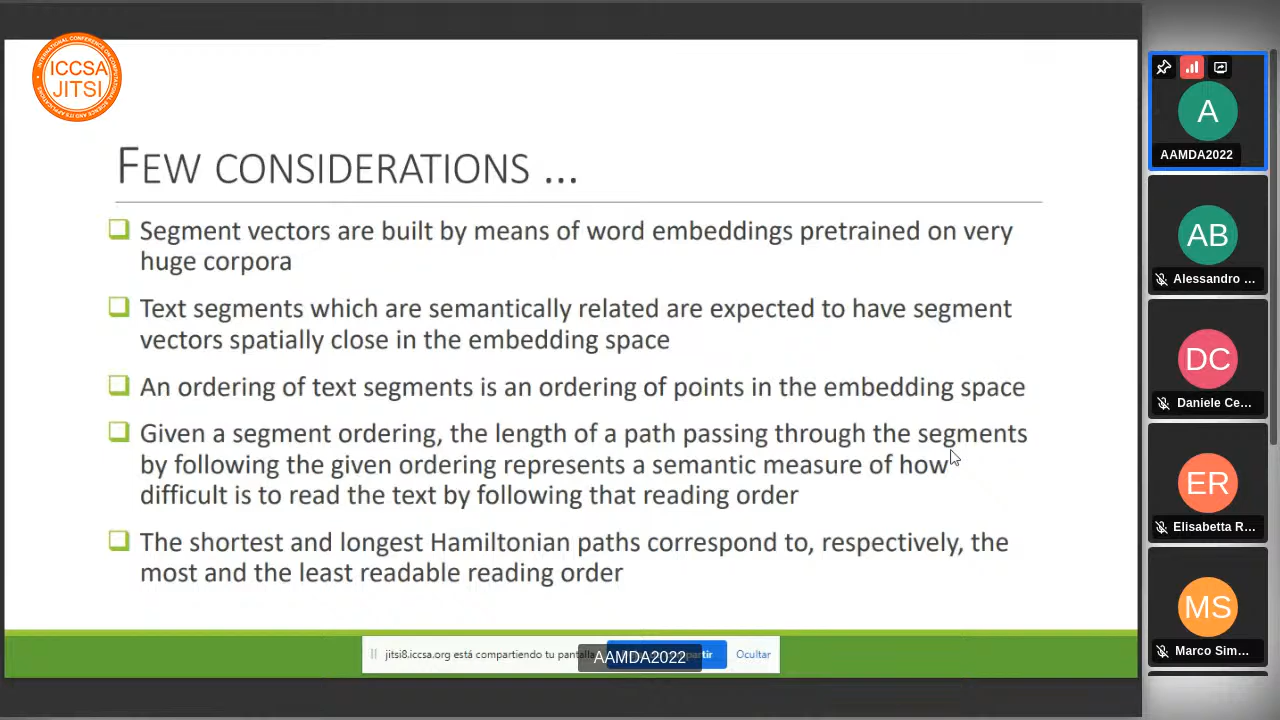 ICCSA
JITSI
FEW CONSIDERATIONS ...
Segment vectors are built by means of word embeddings pretrained on very
huge corpora
Text segments which are semantically related are expected to have segment
vectors spatially close in the embedding space
An ordering of text segments is an ordering of points in the embedding space
Given a segment ordering, the length of a path passing through the segments
by following the given ordering represents a semantic measure of how
difficult is to read the text by following that reading order
The shortest and longest Hamiltonian paths correspond to, respectively, the
most and the least readable reading order
jitsi8.iccsa.org está compartiendo tu
AAMDA2022
Ocultar
A
AAMDA2022
AB
Alessandro ...
DC
Daniele Ce...
ER
Elisabetta R...
MS
Marco Sim...